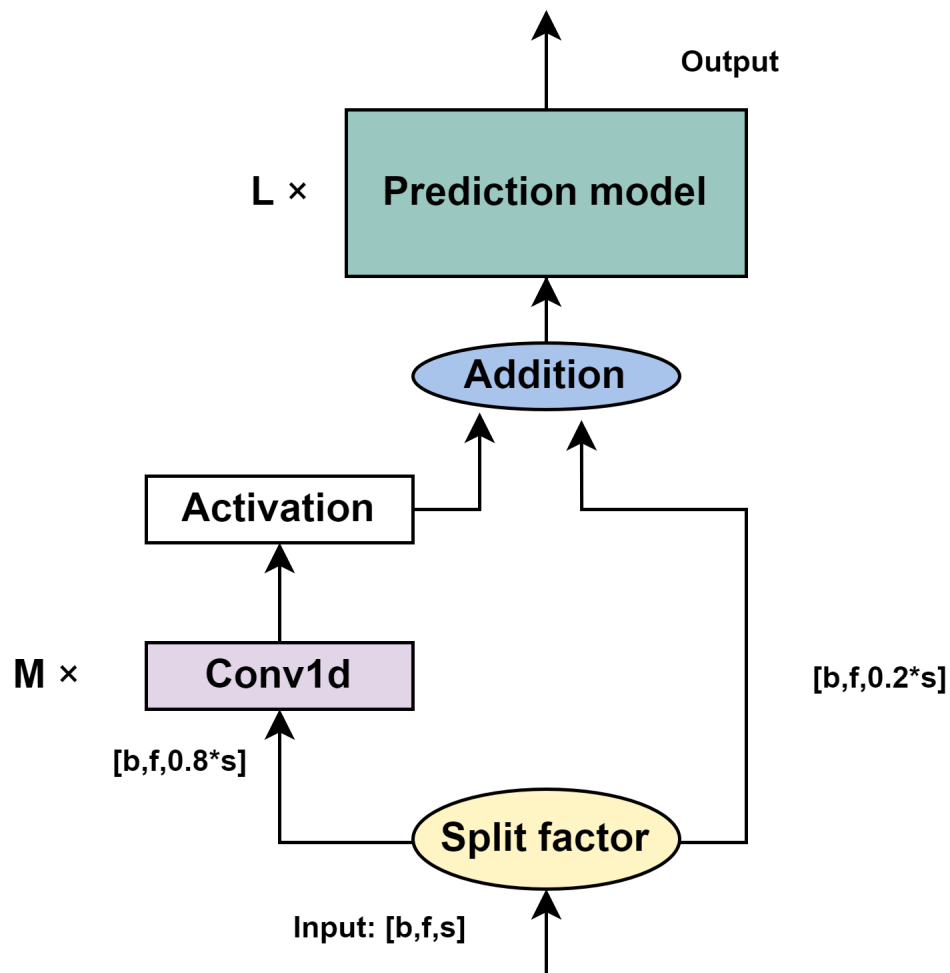 Output
L ×
Prediction model
Addition
Activation
M ×
Conv1d
[b,f,0.2*s]
[b,f,0.8*s]
Split factor
Input: [b,f,s]